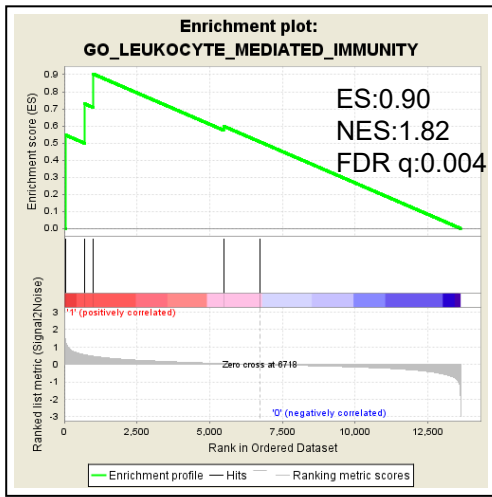 Enrichment plot:
GO_LEUKOCYTE_MEDIATED_IMMUNITY
ES:0.90
NES:1.82
FDR q:0.004
Enrichment score (ES)
0.9
0.8
0.7
0.6
0.5
0.4
0.3
0.2
0.1
0.0
'1' (positively correlated)
Ranked list metric (Signal2Noise)
3
2
1
0
-1
-2
-3
Zero cross at 6718
'0' (negatively correlated)
0 2,500 5,000 7,500 10,000 12,500
Rank in Ordered Dataset
Enrichment profile Hits Ranking metric scores